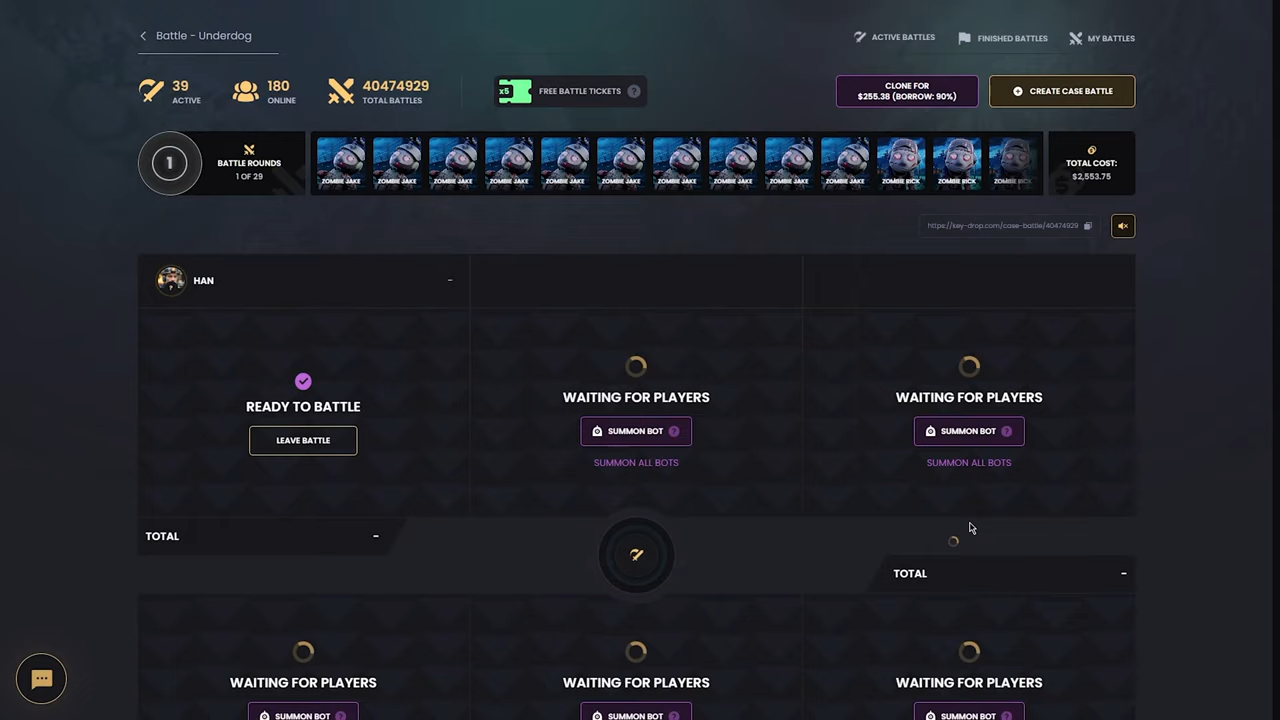 Battle - Underdog
ACTIVE BATTLES
FINISHED BATTLES
MY BATTLES
39
ACTIVE
180
ONLINE
40474929
TOTAL BATTLES
x5
FREE BATTLE TICKETS ?
CLONE FOR
$255.38 (BORROW: 90%)
CREATE CASE BATTLE
1
BATTLE ROUNDS
1 OF 29
ZOMBIE JAKE
ZOMBIE JAKE
ZOMBIE JAKE
ZOMBIE JAKE
ZOMBIE JAKE
ZOMBIE JAKE
ZOMBIE JAKE
ZOMBIE JAKE
ZOMBIE JAKE
ZOMBIE JAKE
ZOMBIE RICK
ZOMBIE RICK
ZOMBIE RICK
TOTAL COST:
$2,553.75
https://key-drop.com/case-battle/40474929
HAN
-
READY TO BATTLE
LEAVE BATTLE
WAITING FOR PLAYERS
SUMMON BOT ?
SUMMON ALL BOTS
WAITING FOR PLAYERS
SUMMON BOT ?
SUMMON ALL BOTS
TOTAL -
TOTAL -
WAITING FOR PLAYERS
SUMMON BOT ?
WAITING FOR PLAYERS
SUMMON BOT ?
WAITING FOR PLAYERS
SUMMON BOT ?